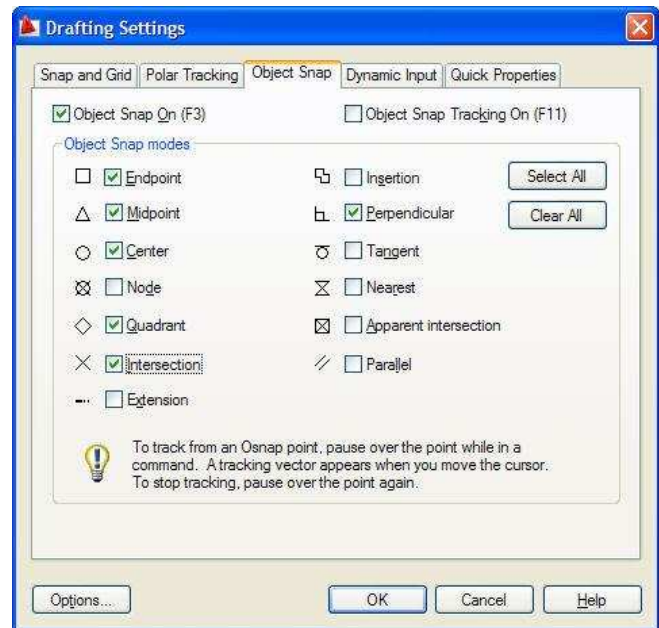 Drafting Settings
Snap and Grid Polar Tracking Object Snap Dynamic Input Quick Properties
Object Snap On (F3) Object Snap Tracking On (F11)
Object Snap modes
Endpoint Insertion Select All
Midpoint Perpendicular Clear All
Center Tangent
Node Nearest
Quadrant Apparent intersection
Intersection Parallel
Extension
To track from an Osnap point, pause over the point while in a
command. A tracking vector appears when you move the cursor.
To stop tracking, pause over the point again.
Options... OK Cancel Help